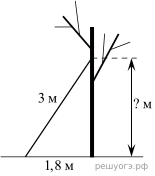 3 м
? м
1,8 м
решуогэ.рф